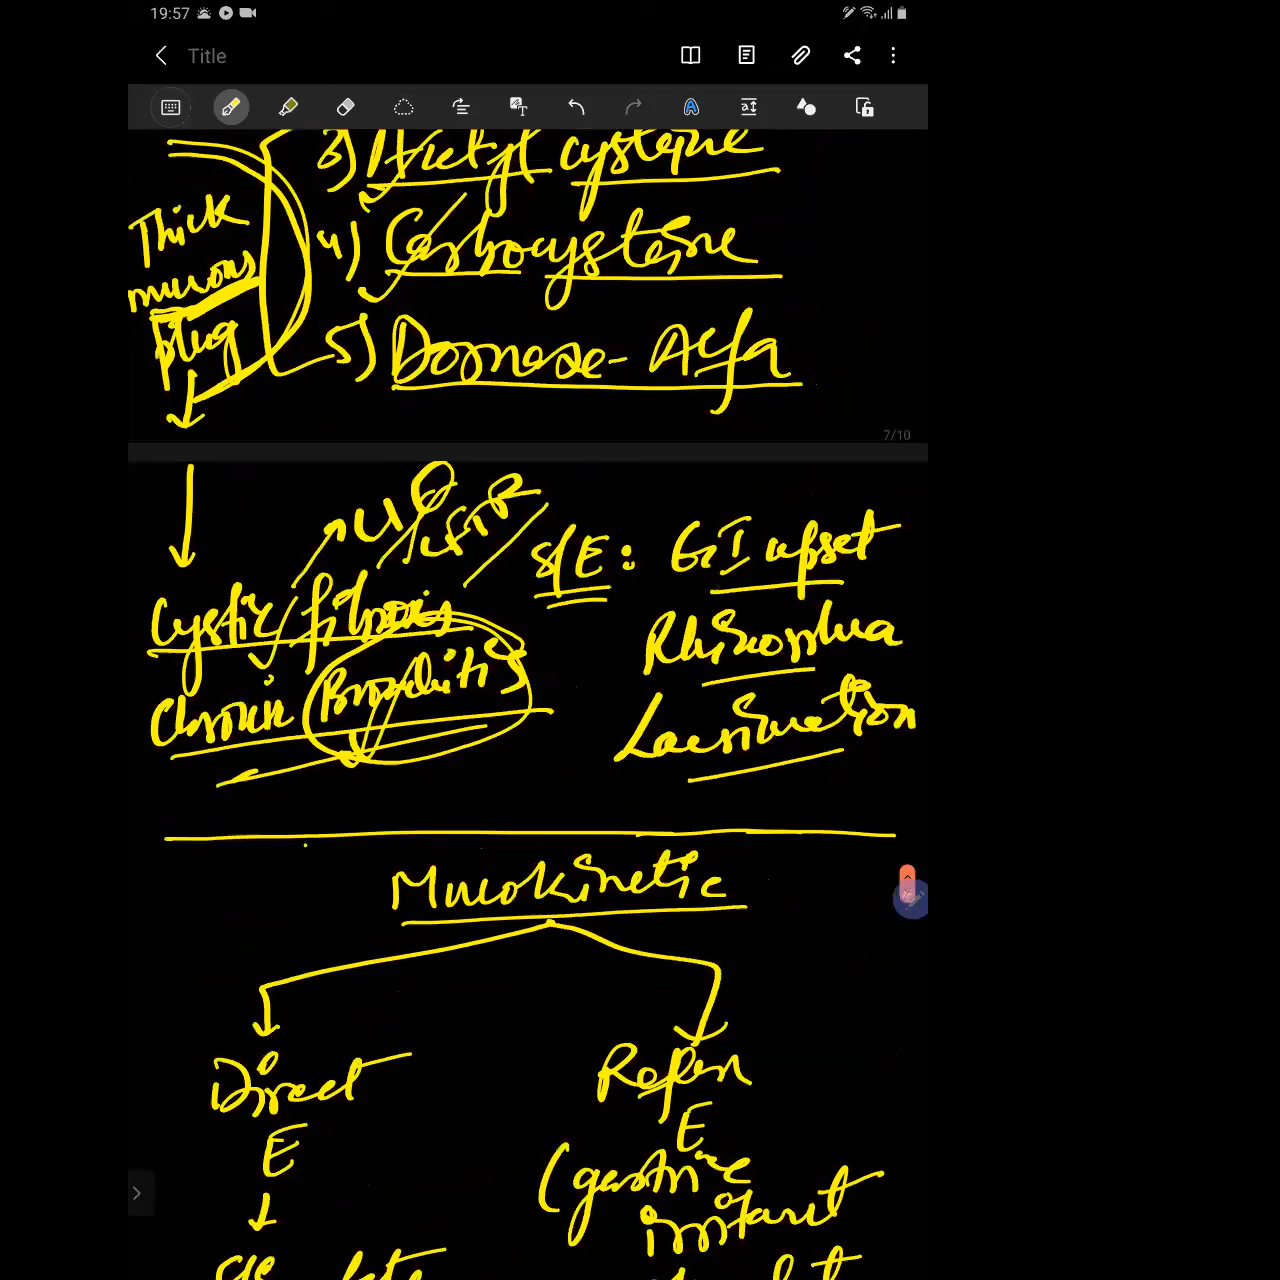 19:57
Title
3) Acetyl cysteine
Thick
mucous
plug
4) Carbocysteine
5) Dornase-Alfa
7/10
CFTR
Cystic fibrosis
Chronic Bronchitis
S/E: GI upset
Rhinorrhea
Lacrimation
Mucokinetic
Direct
E
Reflex
E
(gastric
irritant